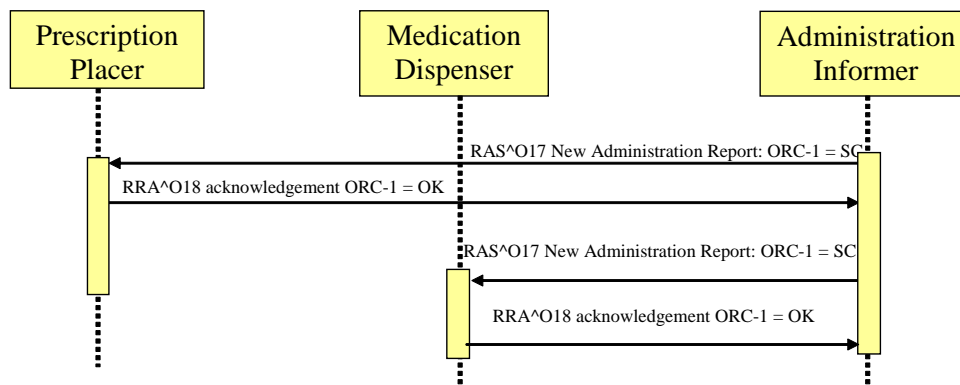 Prescription
Placer
Medication
Dispenser
Administration
Informer
RAS^O17 New Administration Report: ORC-1 = SC
RRA^O18 acknowledgement ORC-1 = OK
RAS^O17 New Administration Report: ORC-1 = SC
RRA^O18 acknowledgement ORC-1 = OK